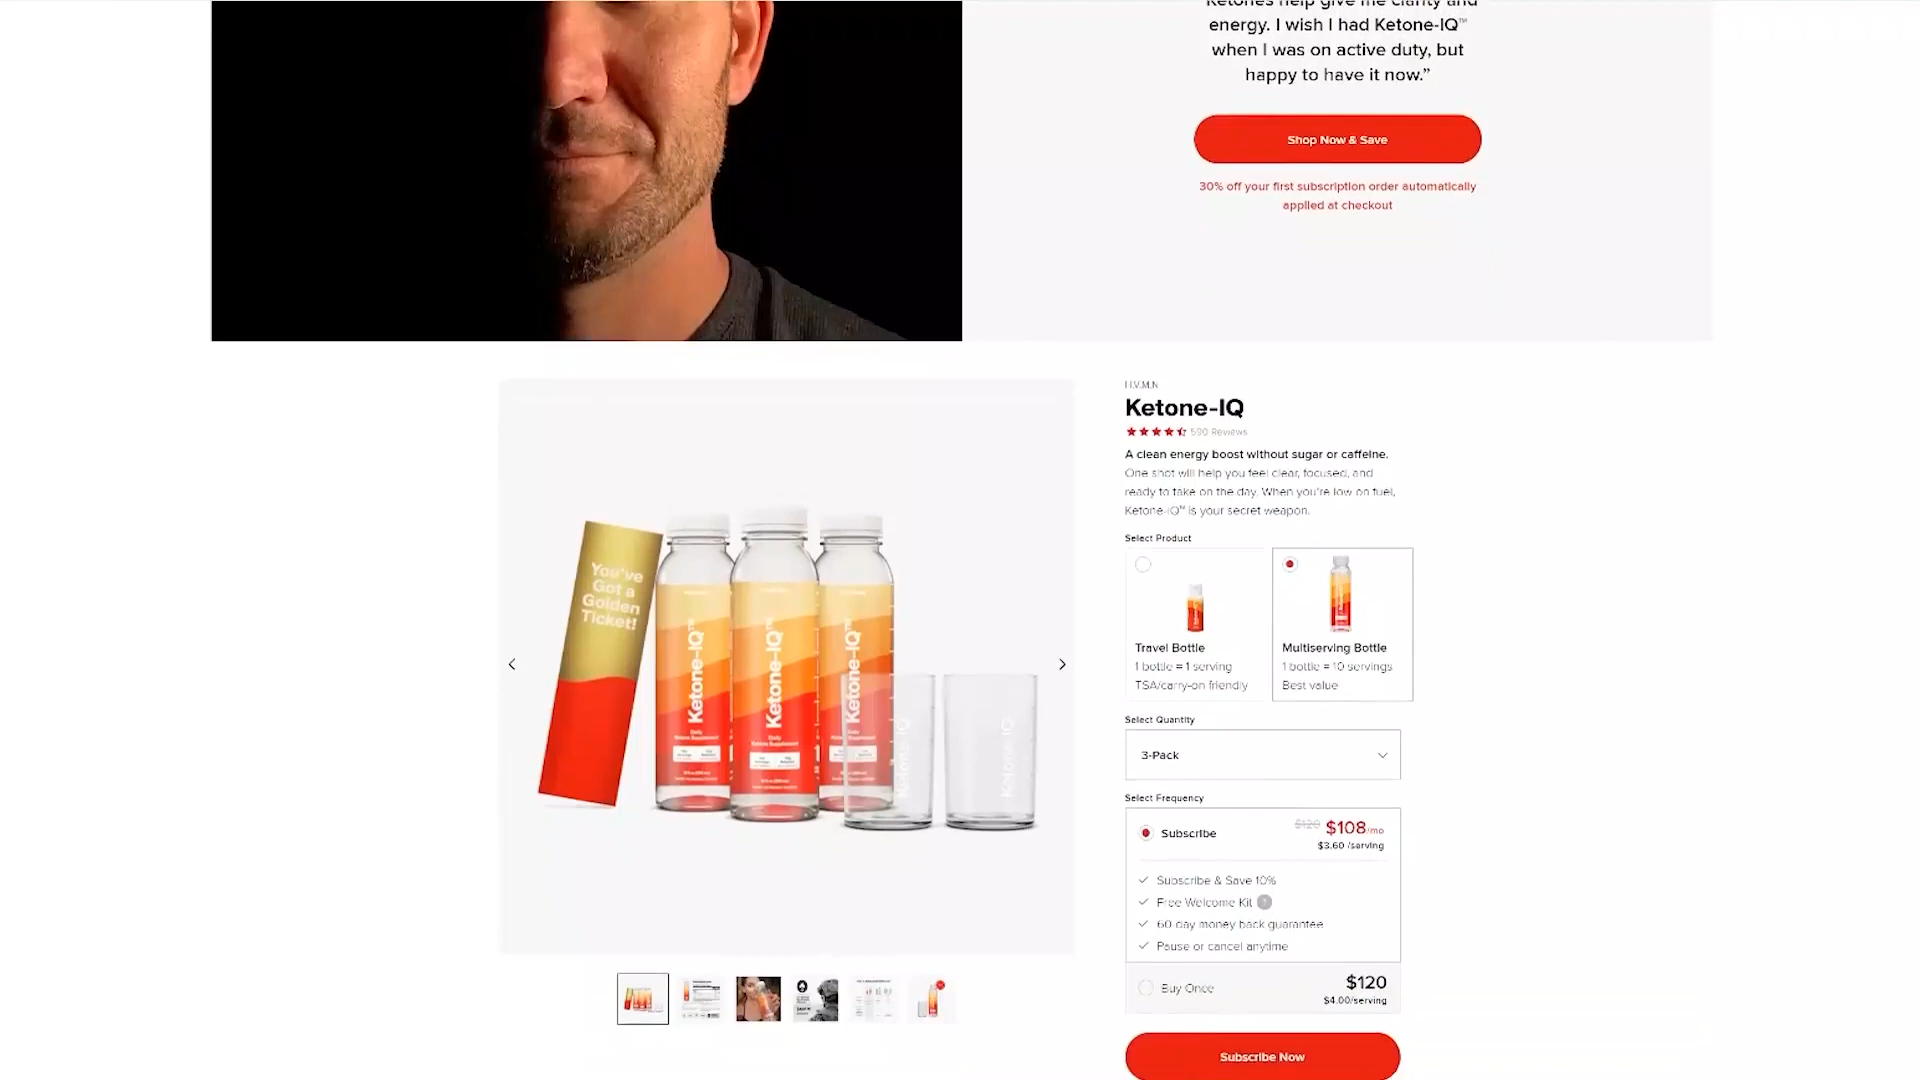 Ketones help give me clarity and
energy. I wish I had Ketone-IQ™
when I was on active duty, but
happy to have it now.”
Shop Now & Save
30% off your first subscription order automatically
applied at checkout
H.V.M.N
Ketone-IQ
590 Reviews
A clean energy boost without sugar or caffeine.
One shot will help you feel clear, focused, and
ready to take on the day. When you're low on fuel,
Ketone-IQ™ is your secret weapon.
You've
Got a
Golden
Ticket!
Ketone-IQ™
Ketone-IQ™
Ketone-IQ™
Ketone-IQ
Ketone-IQ
Select Product
Travel Bottle
1 bottle = 1 serving
TSA/carry-on friendly
Multiserving Bottle
1 bottle = 10 servings
Best value
Select Quantity
3-Pack
Select Frequency
Subscribe
$120 $108/mo
$3.60 /serving
Subscribe & Save 10%
Free Welcome Kit ?
60 day money back guarantee
Pause or cancel anytime
Buy Once
$120
$4.00/serving
Subscribe Now